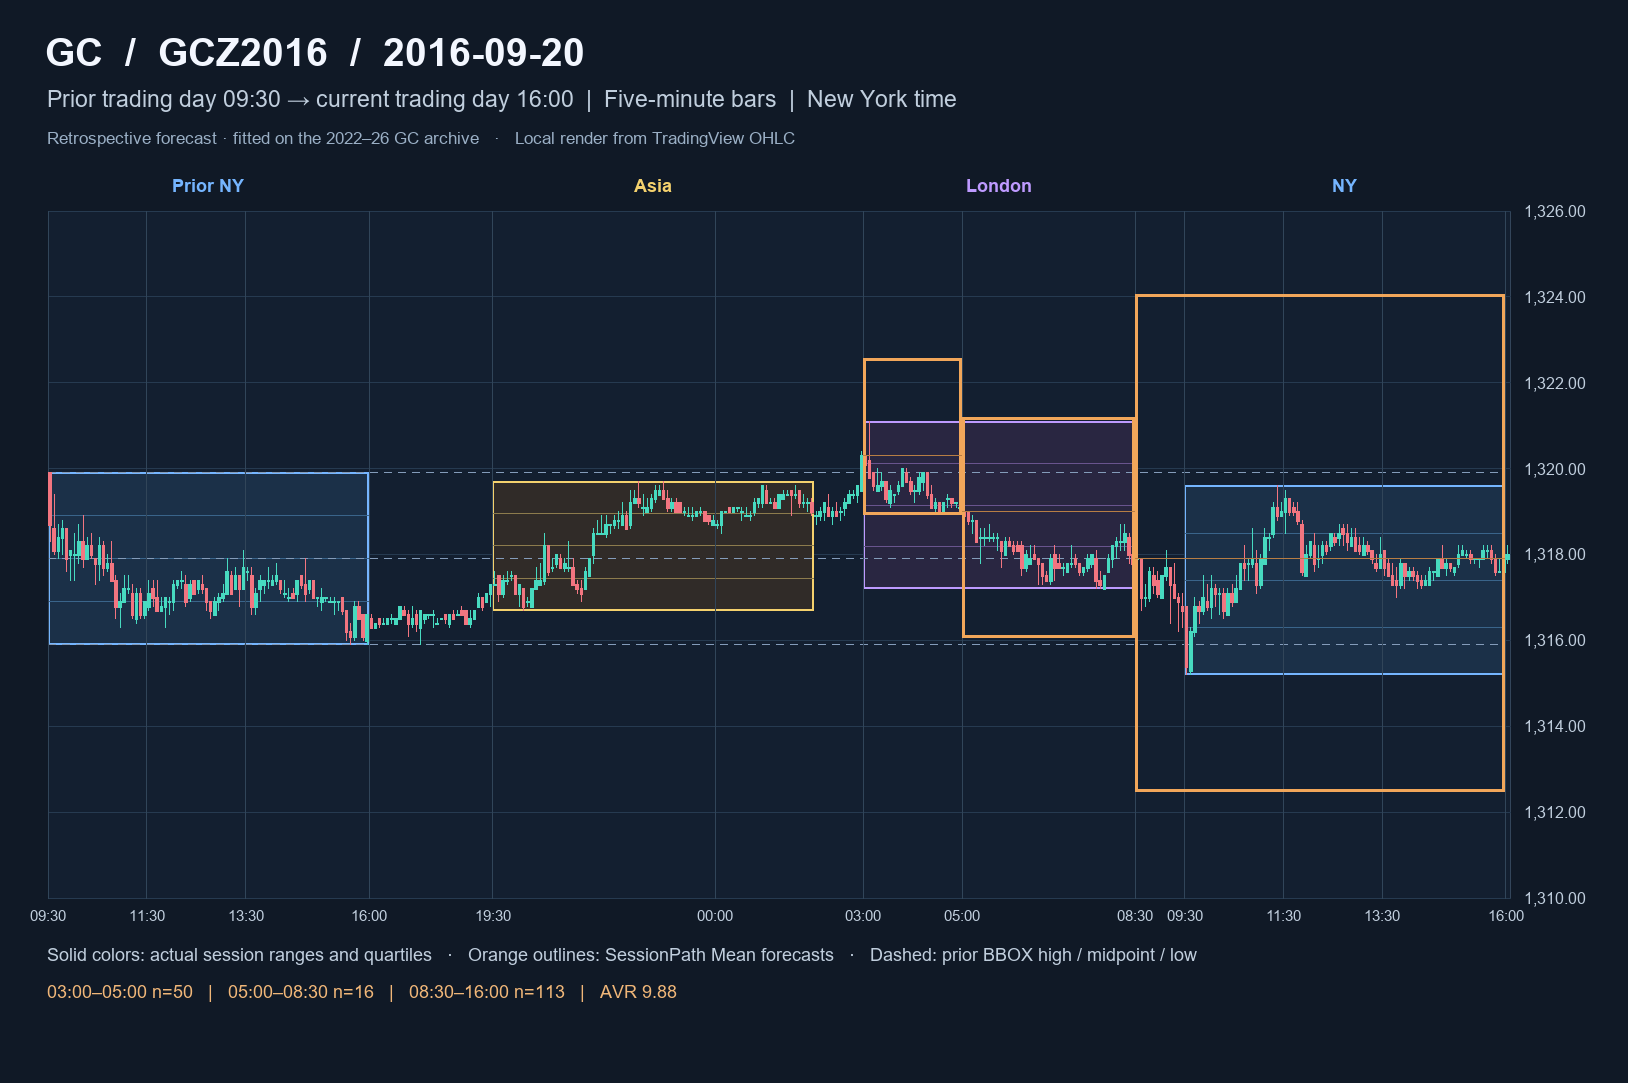 GC / GCZ2016 / 2016-09-20
Prior trading day 09:30 → current trading day 16:00 | Five-minute bars | New York time
Retrospective forecast · fitted on the 2022–26 GC archive · Local render from TradingView OHLC
Prior NY Asia London NY
1,326.00
1,324.00
1,322.00
1,320.00
1,318.00
1,316.00
1,314.00
1,312.00
1,310.00
09:30 11:30 13:30 16:00 19:30 00:00 03:00 05:00 08:30 09:30 11:30 13:30 16:00
Solid colors: actual session ranges and quartiles · Orange outlines: SessionPath Mean forecasts · Dashed: prior BBOX high / midpoint / low
03:00–05:00 n=50 | 05:00–08:30 n=16 | 08:30–16:00 n=113 | AVR 9.88